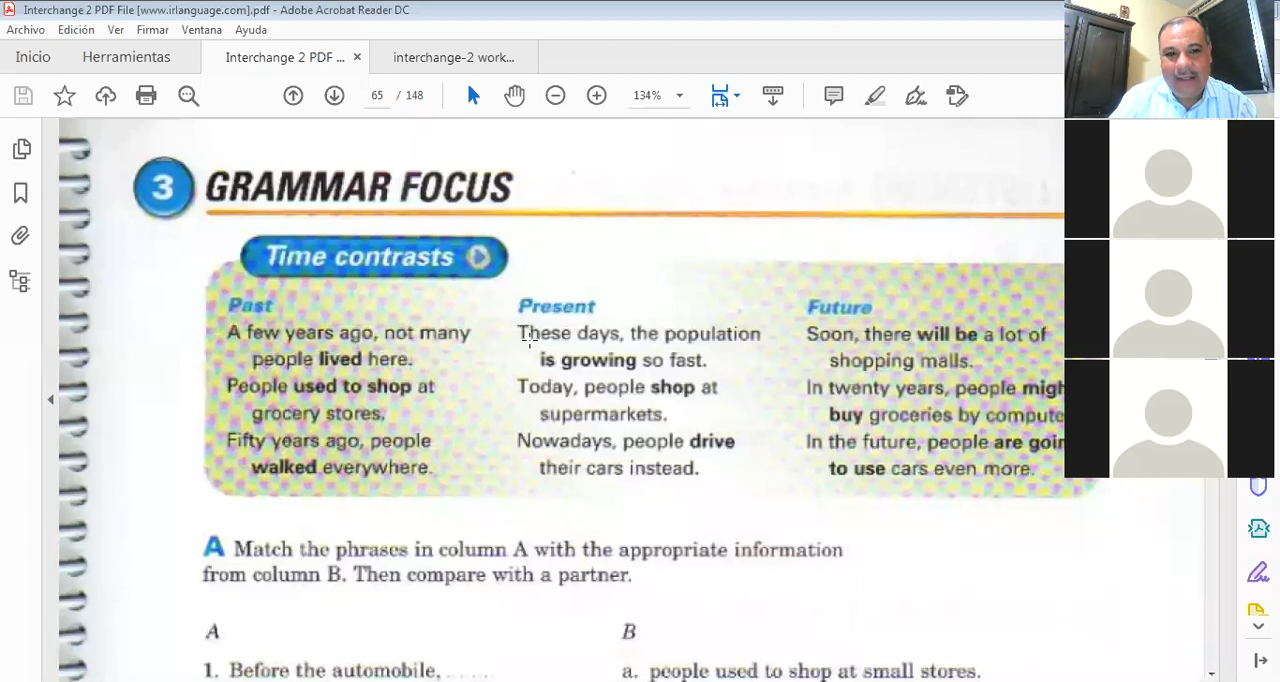 Interchange 2 PDF File [www.irlanguage.com].pdf - Adobe Acrobat Reader DC
Archivo Edición Ver Firmar Ventana Ayuda
Inicio Herramientas Interchange 2 PDF ... × interchange-2 work...
65 / 148 134%
3 GRAMMAR FOCUS
Time contrasts
Past
A few years ago, not many
people lived here.
People used to shop at
grocery stores.
Fifty years ago, people
walked everywhere.
Present
These days, the population
is growing so fast.
Today, people shop at
supermarkets.
Nowadays, people drive
their cars instead.
Future
Soon, there will be a lot of
shopping malls.
In twenty years, people migh
buy groceries by compute
In the future, people are goin
to use cars even more.
A Match the phrases in column A with the appropriate information
from column B. Then compare with a partner.
A
1. Before the automobile, .....
B
a. people used to shop at small stores.